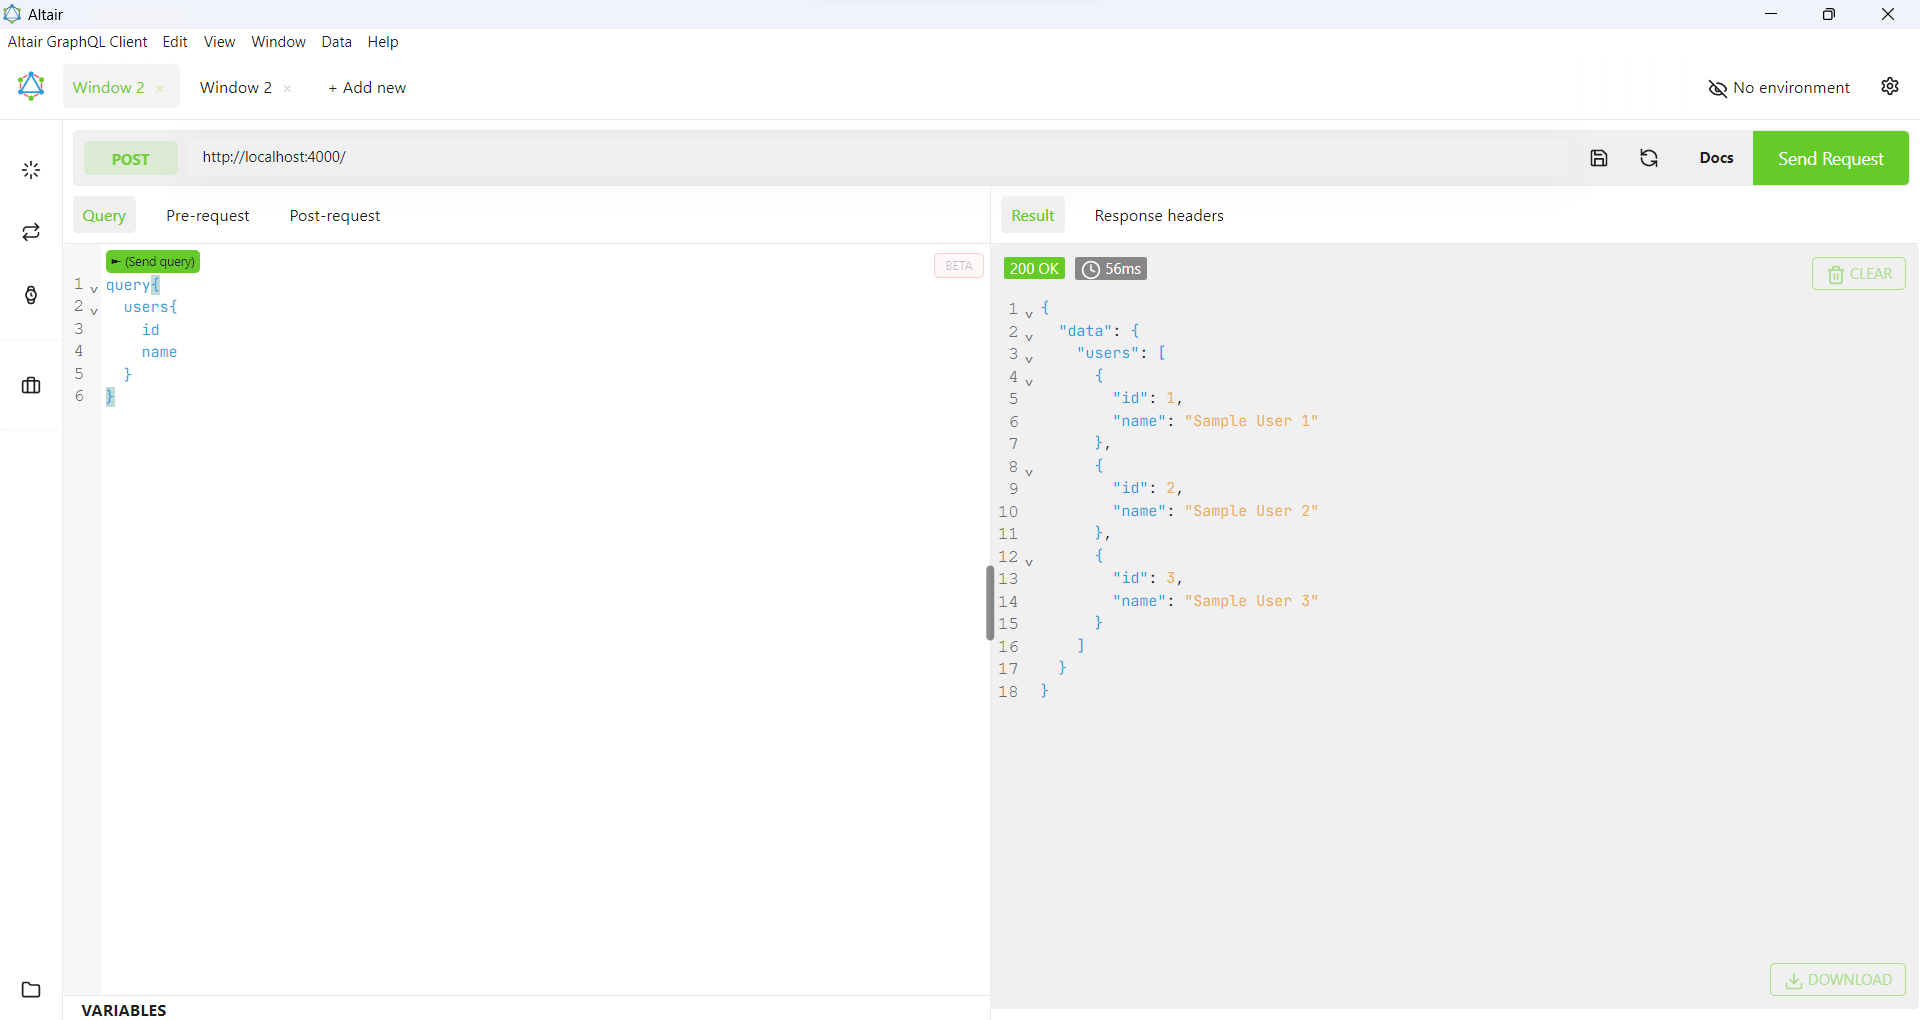 Altair
Altair GraphQL Client Edit View Window Data Help
Window 2 × Window 2 × + Add new No environment
POST http://localhost:4000/ Docs Send Request
Query Pre-request Post-request
(Send query) BETA
1 query{
2 users{
3 id
4 name
5 }
6 }
VARIABLES
Result Response headers
200 OK 56ms CLEAR
1 {
2 "data": {
3 "users": [
4 {
5 "id": 1,
6 "name": "Sample User 1"
7 },
8 {
9 "id": 2,
10 "name": "Sample User 2"
11 },
12 {
13 "id": 3,
14 "name": "Sample User 3"
15 }
16 ]
17 }
18 }
DOWNLOAD